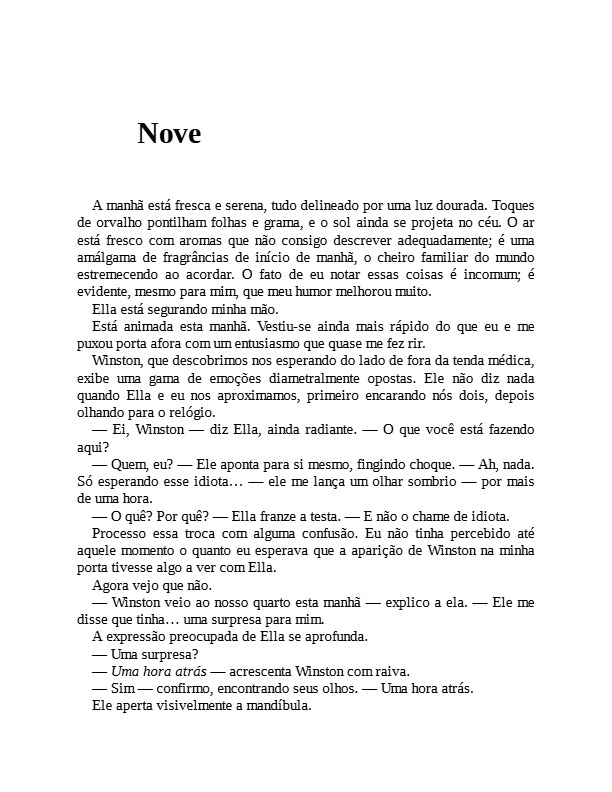 Nove
A manhã está fresca e serena, tudo delineado por uma luz dourada. Toques
de orvalho pontilham folhas e grama, e o sol ainda se projeta no céu. O ar
está fresco com aromas que não consigo descrever adequadamente; é uma
amálgama de fragrâncias de início de manhã, o cheiro familiar do mundo
estremecendo ao acordar. O fato de eu notar essas coisas é incomum; é
evidente, mesmo para mim, que meu humor melhorou muito.
Ella está segurando minha mão.
Está animada esta manhã. Vestiu-se ainda mais rápido do que eu e me
puxou porta afora com um entusiasmo que quase me fez rir.
Winston, que descobrimos nos esperando do lado de fora da tenda médica,
exibe uma gama de emoções diametralmente opostas. Ele não diz nada
quando Ella e eu nos aproximamos, primeiro encarando nós dois, depois
olhando para o relógio.
— Ei, Winston — diz Ella, ainda radiante. — O que você está fazendo
aqui?
— Quem, eu? — Ele aponta para si mesmo, fingindo choque. — Ah, nada.
Só esperando esse idiota… — ele me lança um olhar sombrio — por mais
de uma hora.
— O quê? Por quê? — Ella franze a testa. — E não o chame de idiota.
Processo essa troca com alguma confusão. Eu não tinha percebido até
aquele momento o quanto eu esperava que a aparição de Winston na minha
porta tivesse algo a ver com Ella.
Agora vejo que não.
— Winston veio ao nosso quarto esta manhã — explico a ela. — Ele me
disse que tinha… uma surpresa para mim.
A expressão preocupada de Ella se aprofunda.
— Uma surpresa?
— Uma hora atrás — acrescenta Winston com raiva.
— Sim — confirmo, encontrando seus olhos. — Uma hora atrás.
Ele aperta visivelmente a mandíbula.